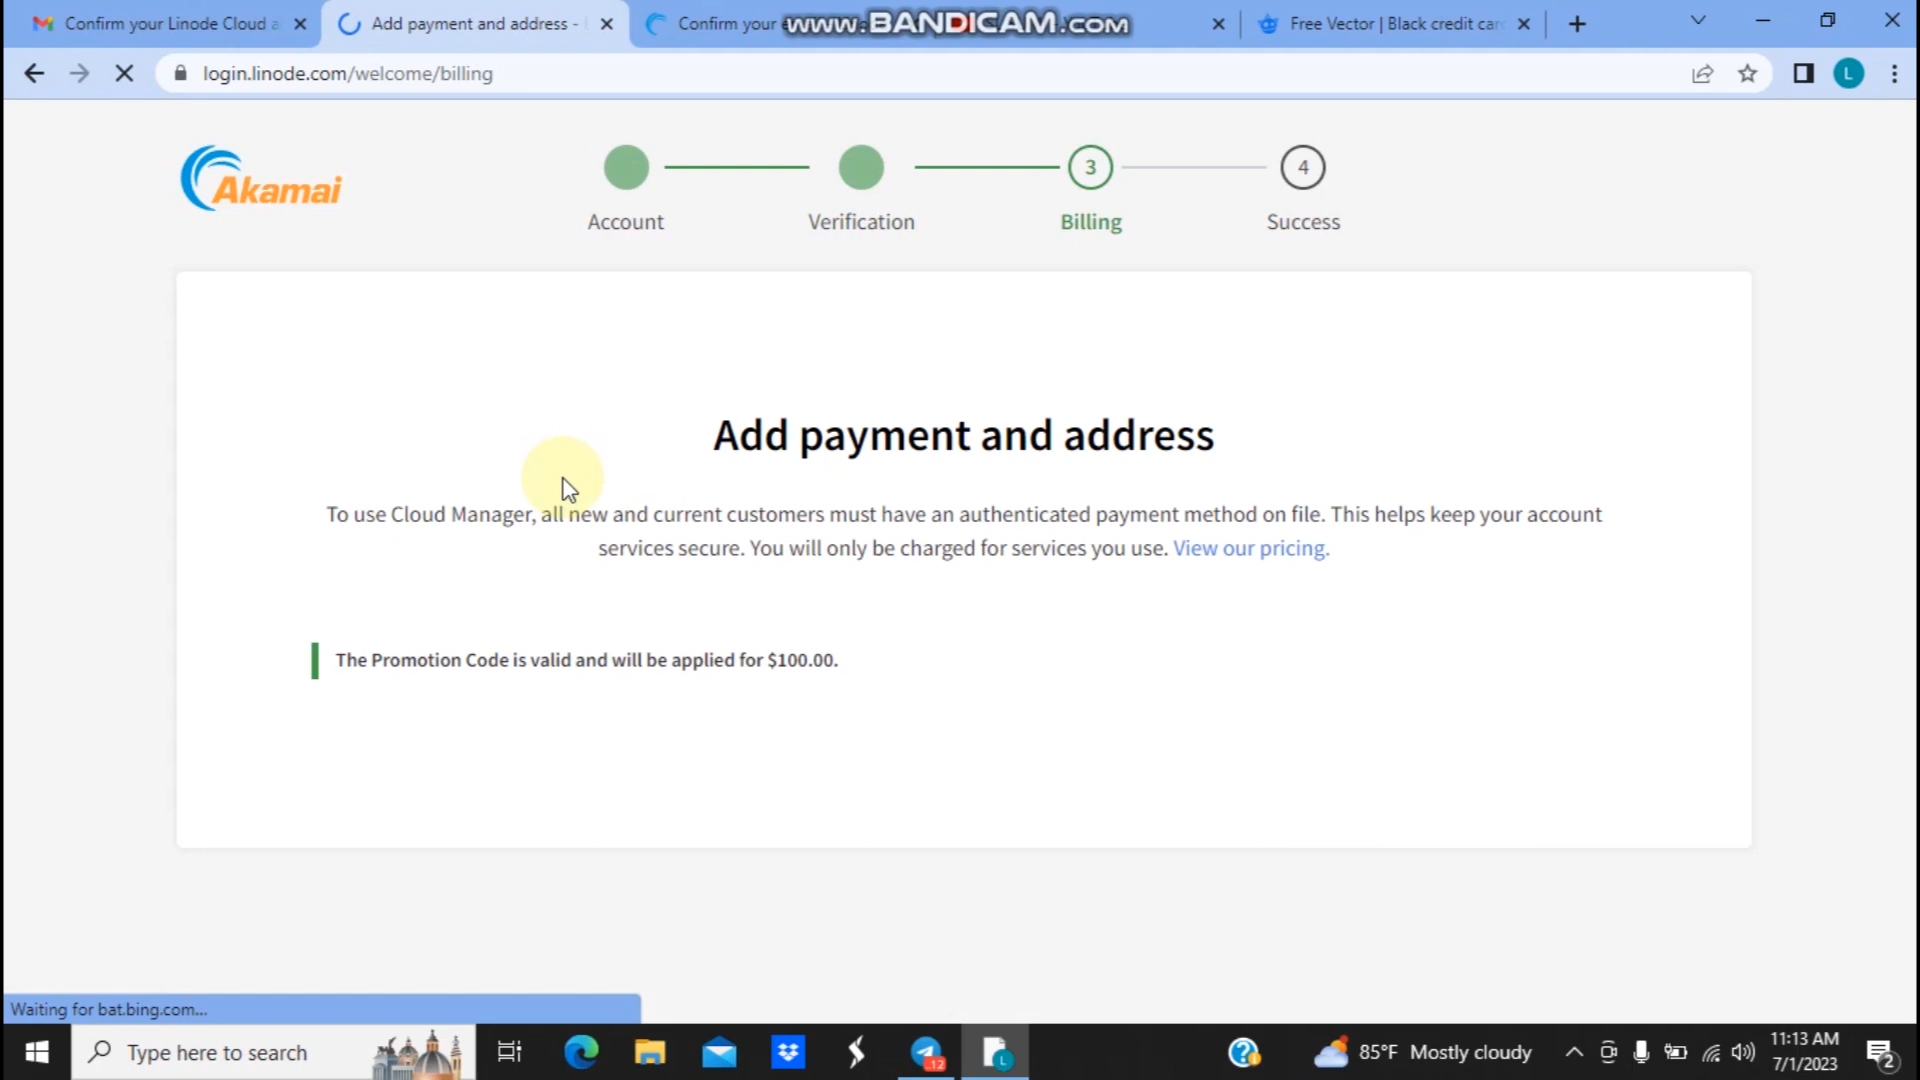 Confirm your Linode Cloud a
Add payment and address -
Confirm your e
www.BANDICAM.com
Free Vector | Black credit card
login.linode.com/welcome/billing
L
Akamai
3
4
Account
Verification
Billing
Success
Add payment and address
To use Cloud Manager, all new and current customers must have an authenticated payment method on file. This helps keep your account
services secure. You will only be charged for services you use. View our pricing.
The Promotion Code is valid and will be applied for $100.00.
Waiting for bat.bing.com...
Type here to search
12
L
85°F Mostly cloudy
11:13 AM
7/1/2023
2